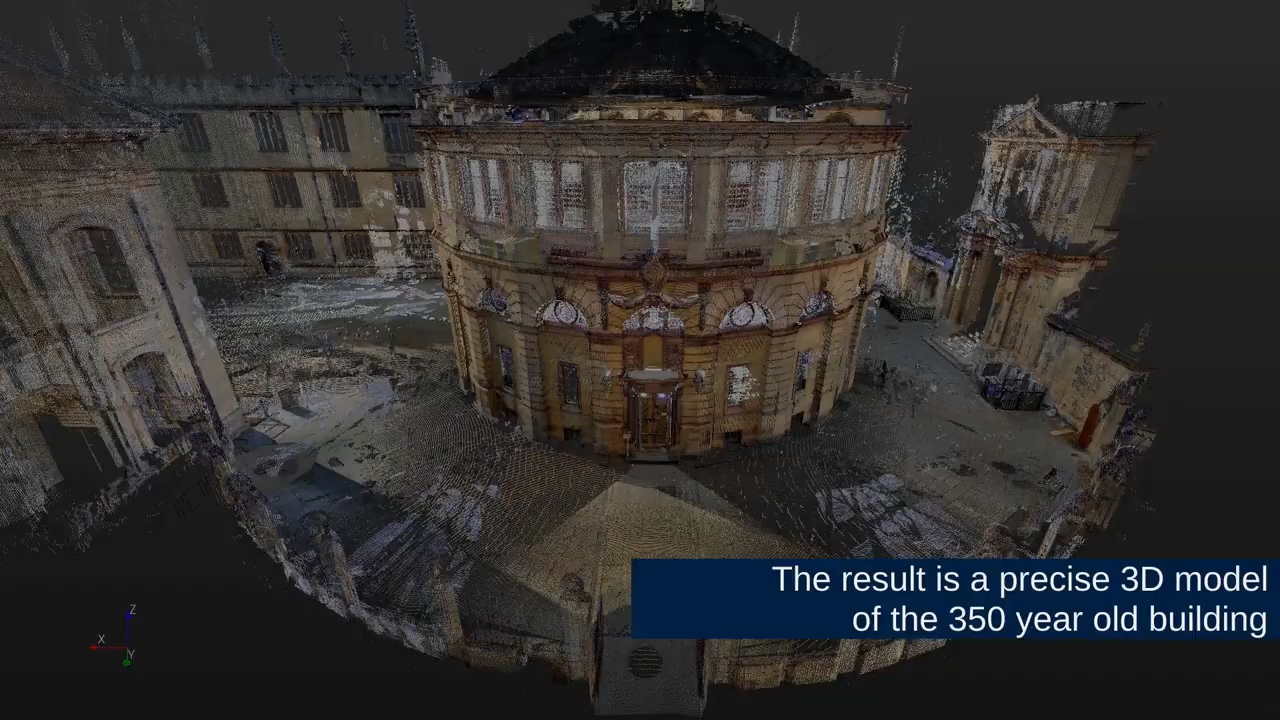 The result is a precise 3D model
of the 350 year old building
Z
X
Y